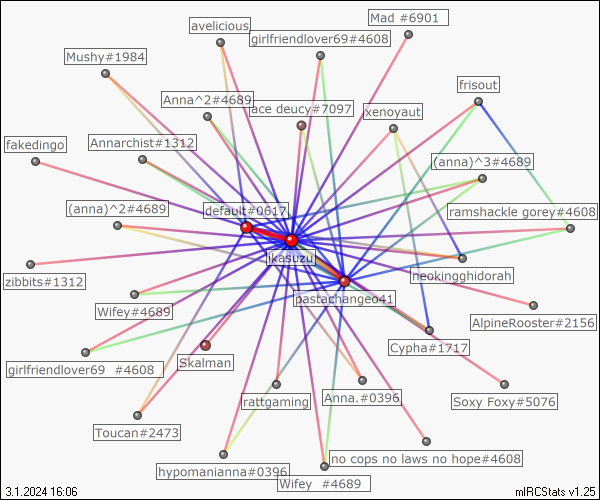 Mad #6901
avelicious
girlfriendlover69#4608
Mushy#1984
frisout
Anna^2#4689
ace deucy#7097
xenoyaut
fakedingo
Annarchist#1312
(anna)^3#4689
(anna)^2#4689
default#0617
ramshackle gorey#4608
ikasuzu
zibbits#1312
neokingghidorah
pastachangeo41
Wifey#4689
AlpineRooster#2156
Cypha#1717
girlfriendlover69 #4608
Skalman
rattgaming
Anna.#0396
Soxy Foxy#5076
Toucan#2473
no cops no laws no hope#4608
hypomanianna#0396
Wifey #4689
3.1.2024 16:06
mIRCStats v1.25